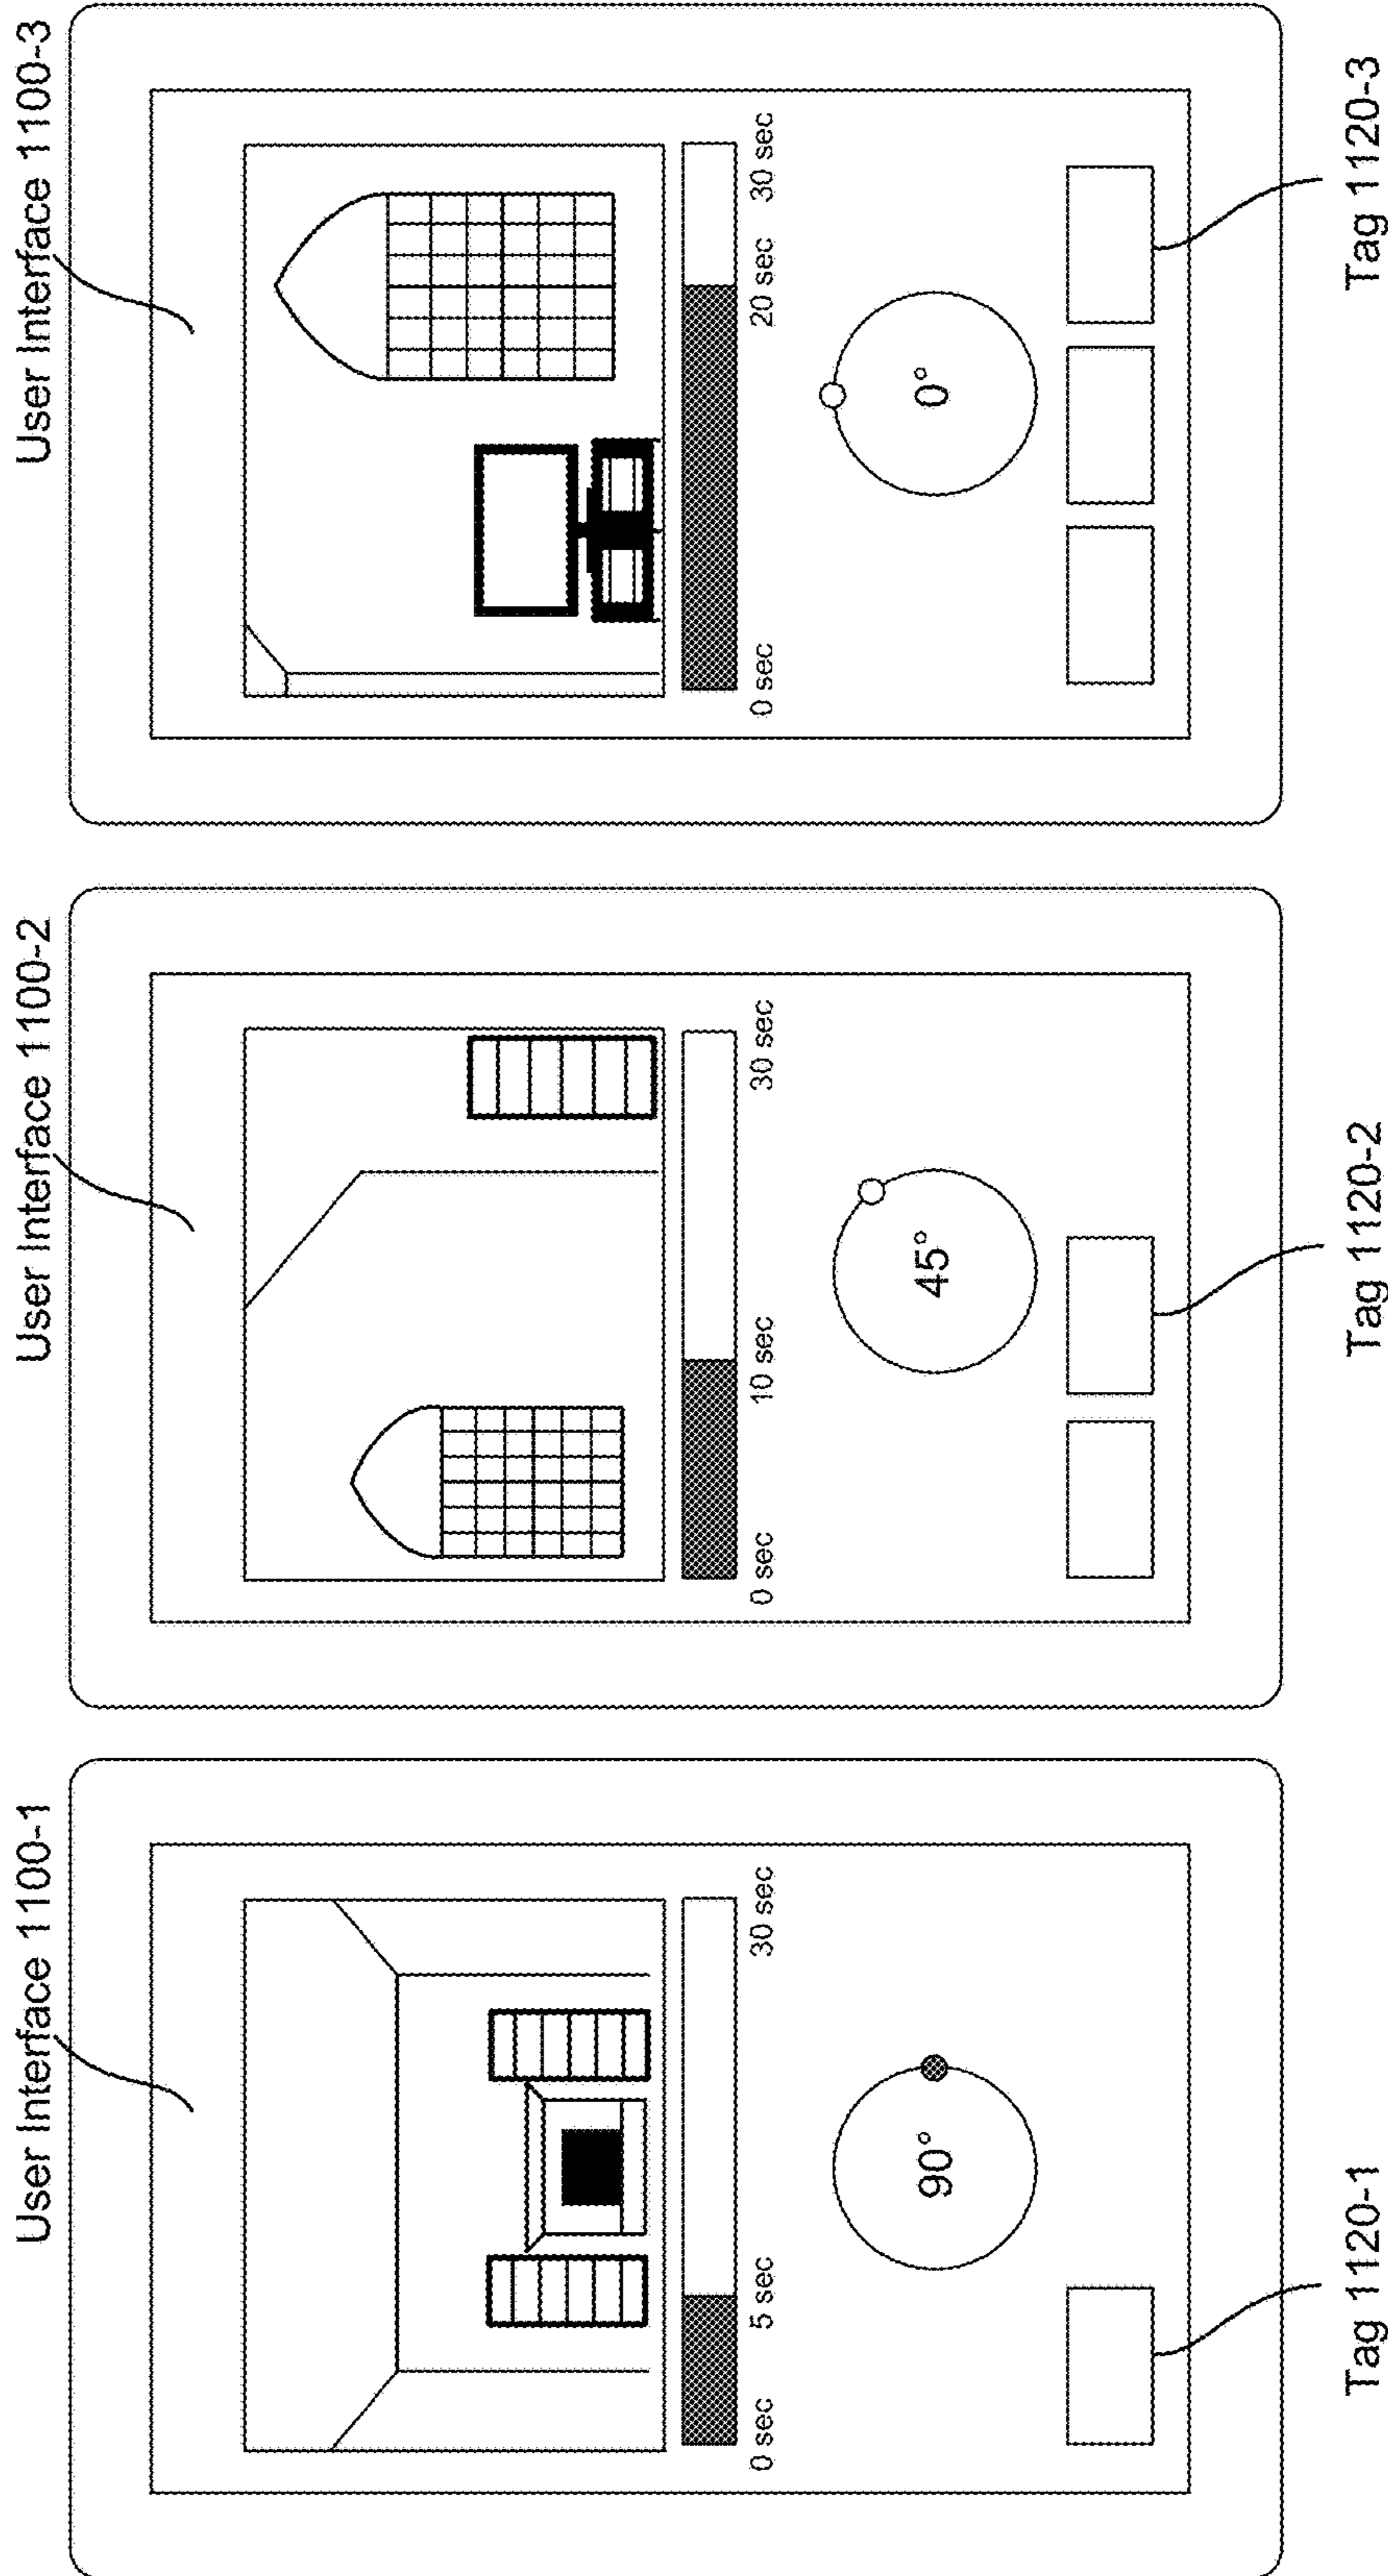 User Interface 1100-1
0 sec 5 sec 30 sec
90°
Tag 1120-1
User Interface 1100-2
0 sec 10 sec 30 sec
45°
Tag 1120-2
User Interface 1100-3
0 sec 20 sec 30 sec
0°
Tag 1120-3